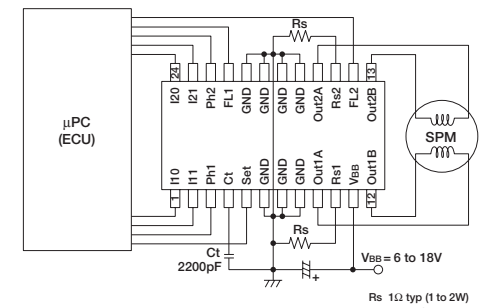 Rs
24
13
I20
I21
Ph2
FL1
GND
GND
GND
GND
Out2A
Rs2
FL2
Out2B
μPC
(ECU)
SPM
I10
I11
Ph1
Ct
Set
GND
GND
GND
GND
Out1A
Rs1
VBB
Out1B
1
12
Rs
Ct
2200pF
+
VBB = 6 to 18V
Rs 1Ω typ (1 to 2W)